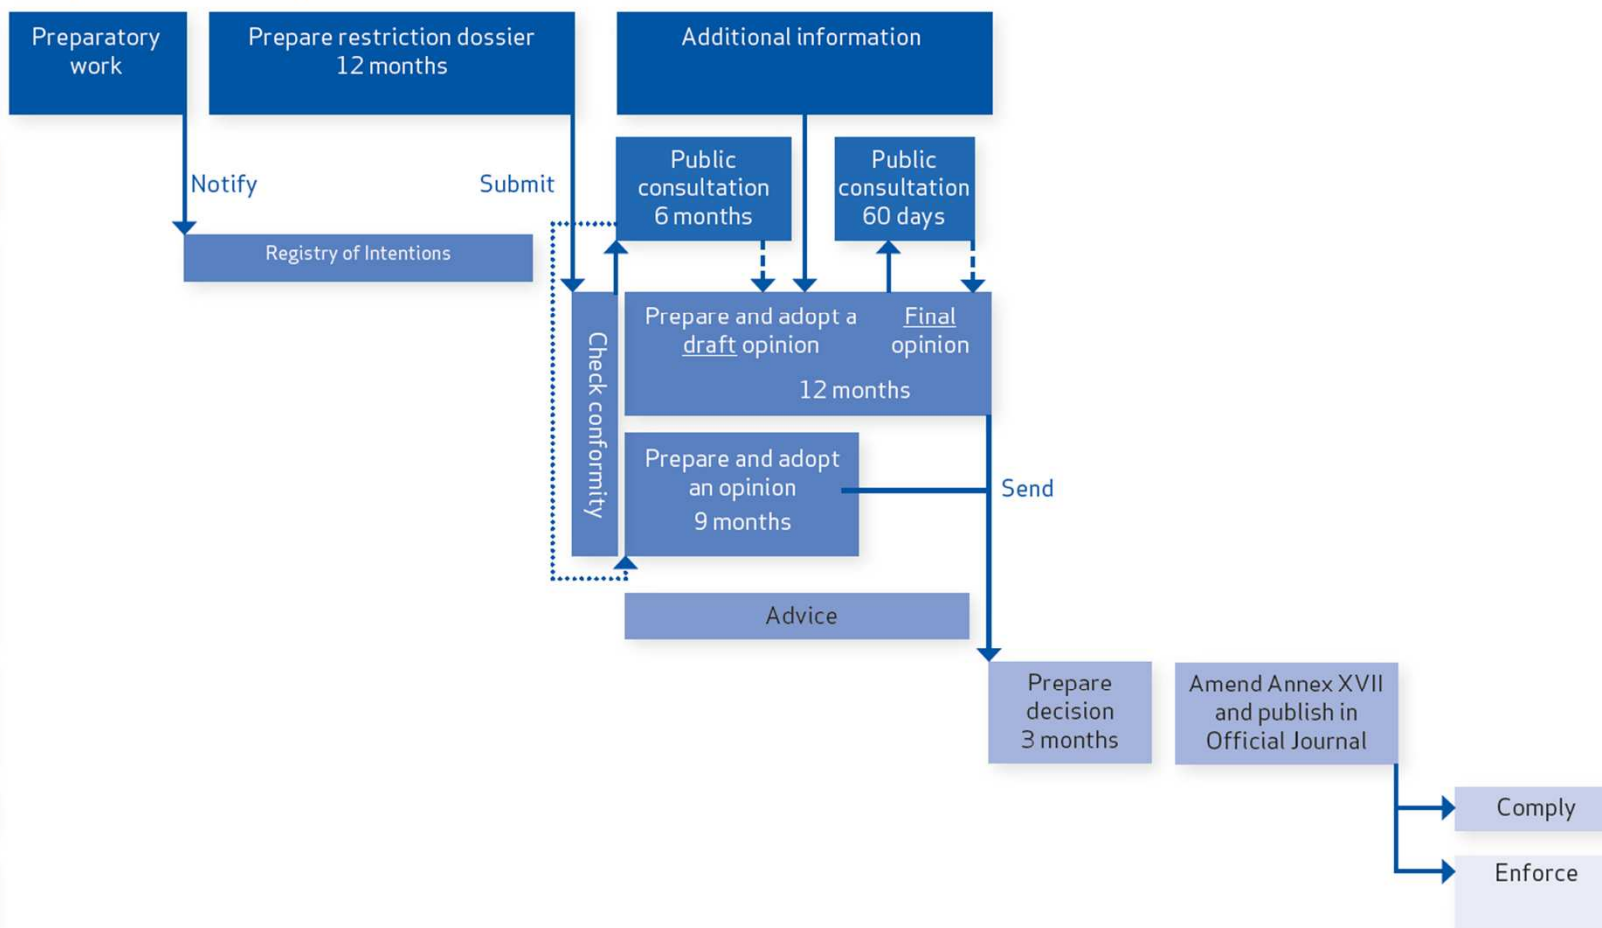 Preparatory
work
Prepare restriction dossier
12 months
Additional information
Notify
Submit
Public
consultation
6 months
Public
consultation
60 days
Registry of Intentions
Check conformity
Prepare and adopt a
draft opinion
Final
opinion
12 months
Prepare and adopt
an opinion
9 months
Send
Advice
Prepare
decision
3 months
Amend Annex XVII
and publish in
Official Journal
Comply
Enforce